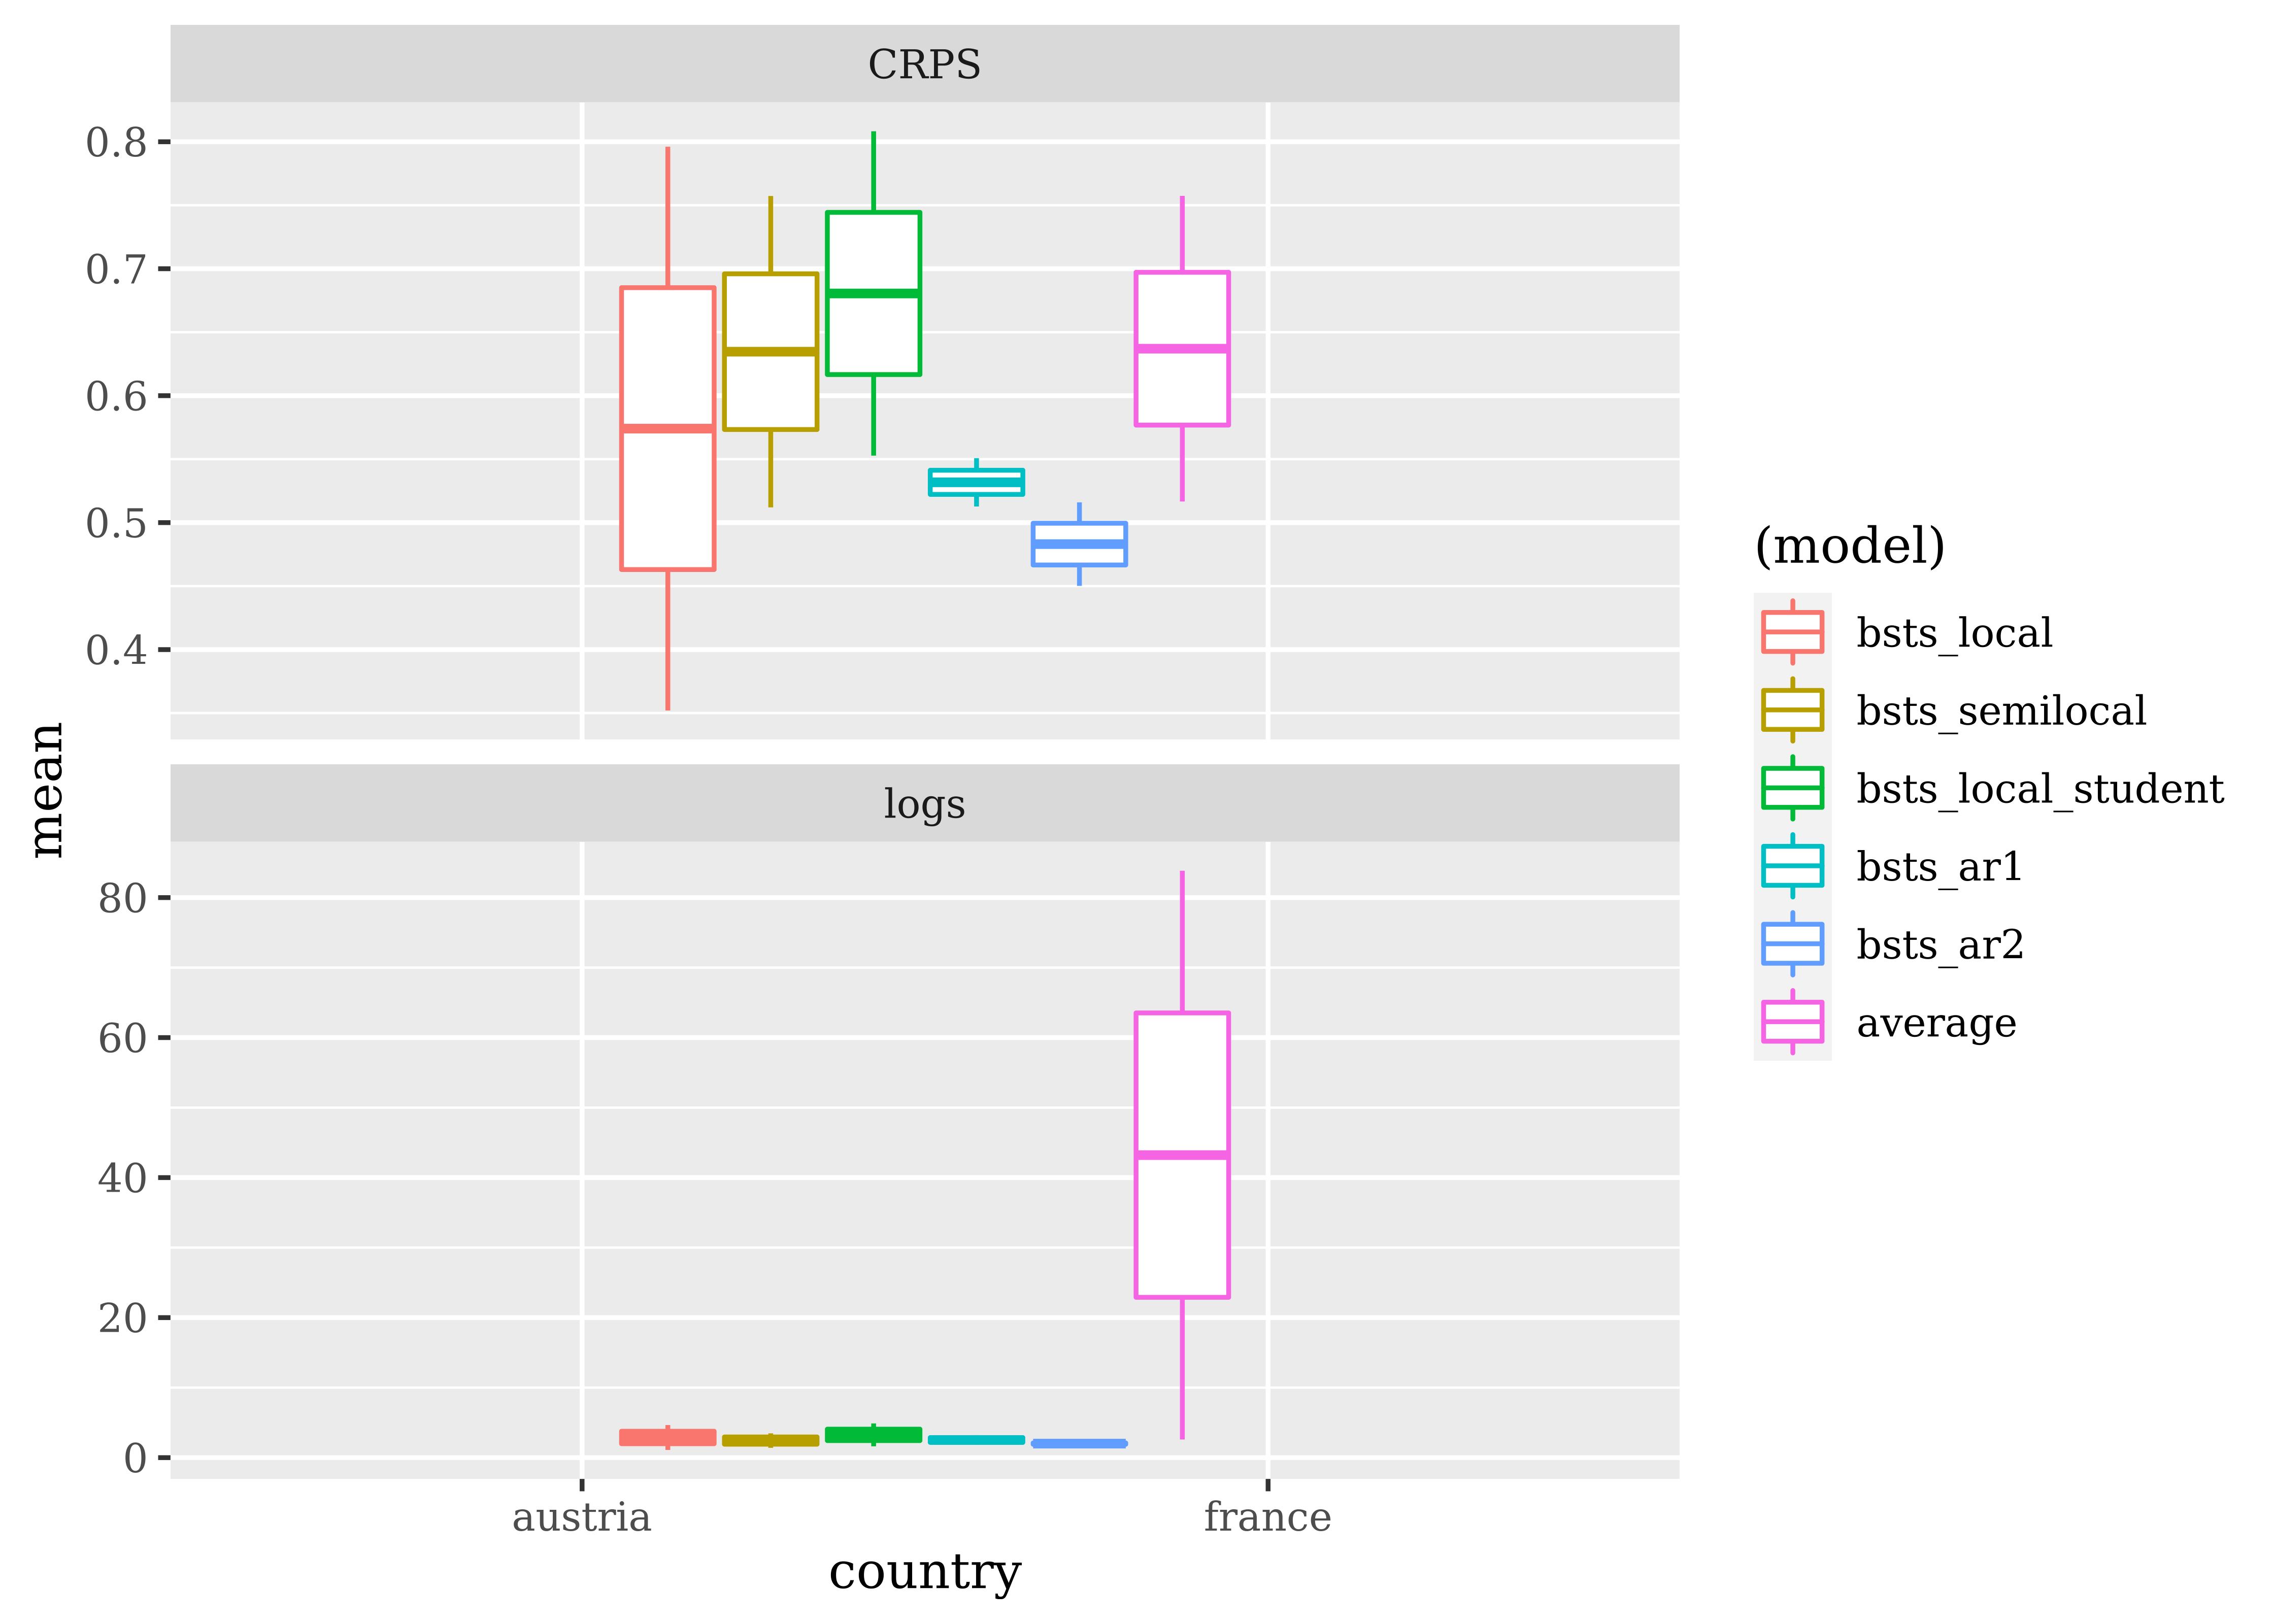 CRPS
0.8
0.7
0.6
0.5
0.4
mean
logs
80
60
40
20
0
austria france
country
(model)
bsts_local
bsts_semilocal
bsts_local_student
bsts_ar1
bsts_ar2
average